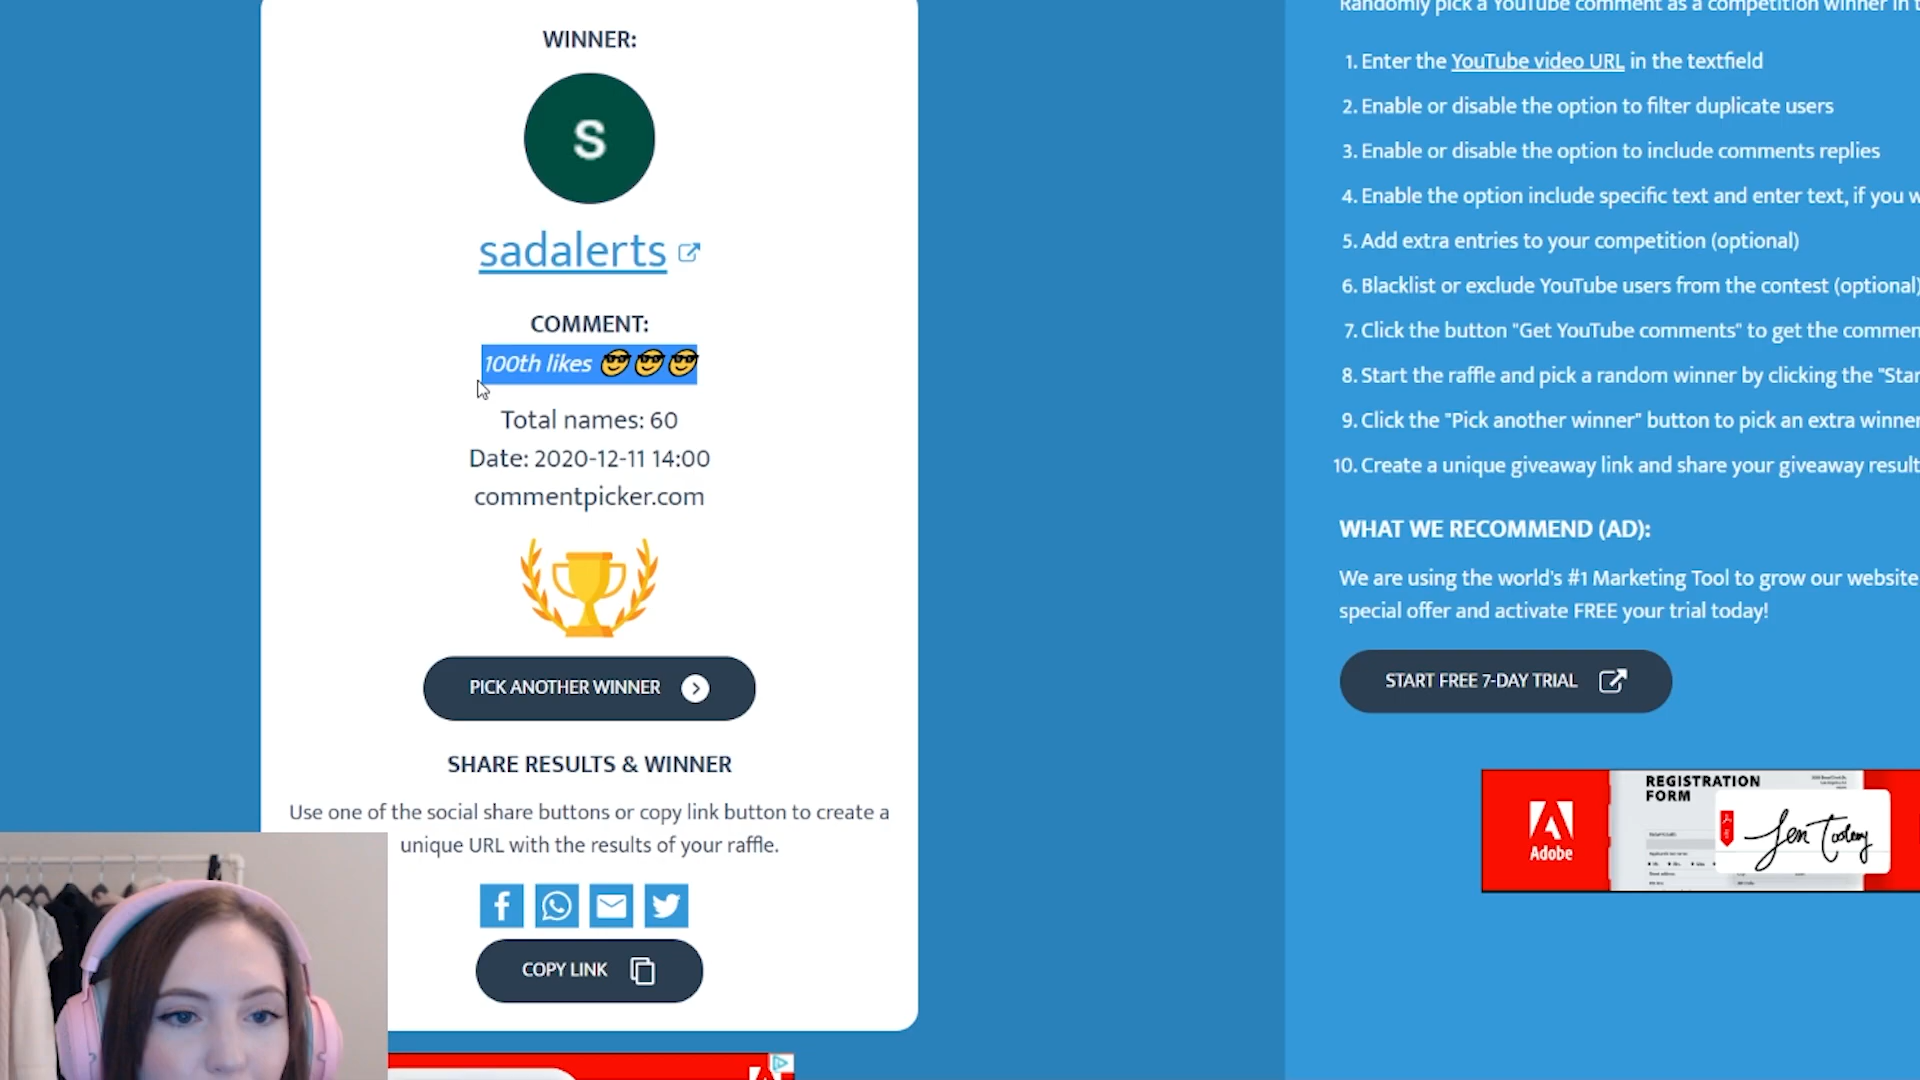 WINNER:
S
sadalerts
COMMENT:
100th likes 😎😎😎
Total names: 60
Date: 2020-12-11 14:00
commentpicker.com
PICK ANOTHER WINNER
SHARE RESULTS & WINNER
Use one of the social share buttons or copy link button to create a
unique URL with the results of your raffle.
COPY LINK
Randomly pick a YouTube comment as a competition winner in
1. Enter the YouTube video URL in the textfield
2. Enable or disable the option to filter duplicate users
3. Enable or disable the option to include comments replies
4. Enable the option include specific text and enter text, if you
5. Add extra entries to your competition (optional)
6. Blacklist or exclude YouTube users from the contest (optional)
7. Click the button "Get YouTube comments" to get the
8. Start the raffle and pick a random winner by clicking the
9. Click the "Pick another winner" button to pick an extra winner
10. Create a unique giveaway link and share your giveaway
WHAT WE RECOMMEND (AD):
We are using the world's #1 Marketing Tool to grow our website
special offer and activate FREE your trial today!
START FREE 7-DAY TRIAL
Adobe
REGISTRATION
FORM
Jen